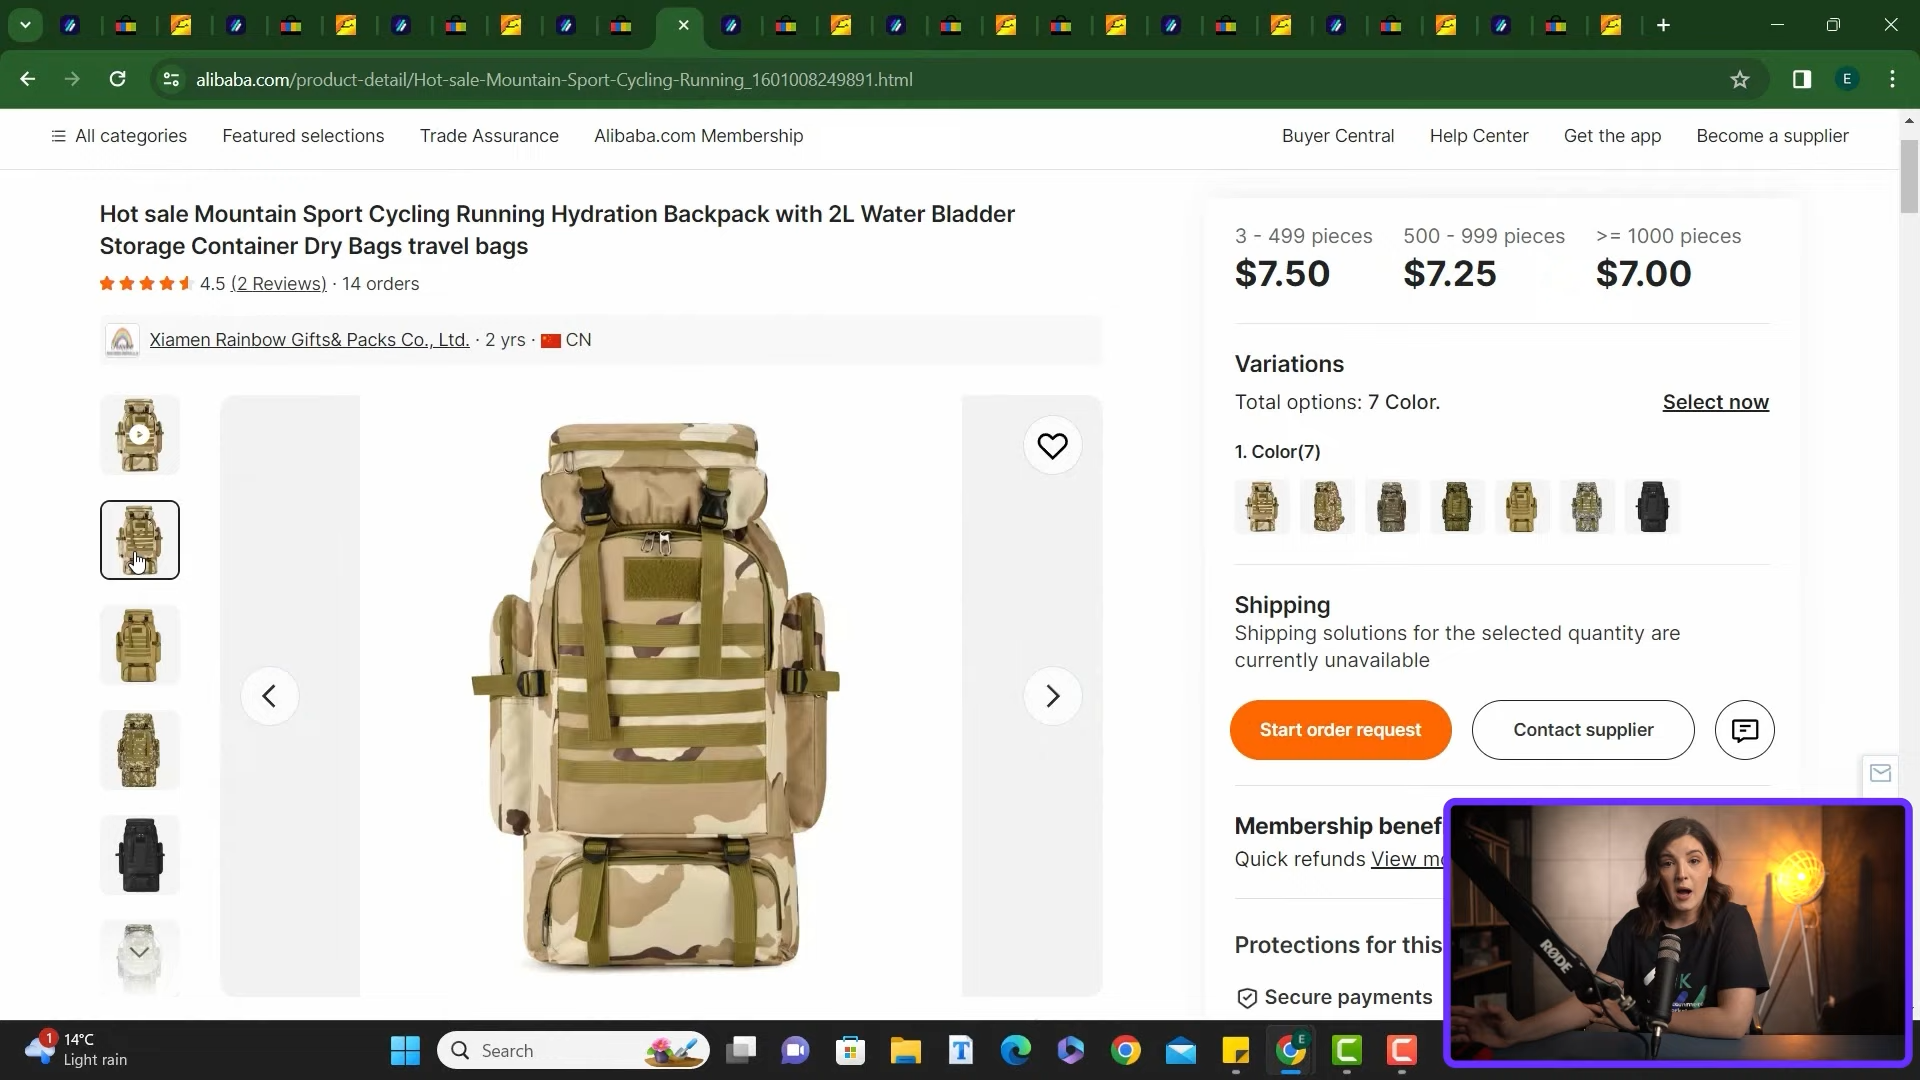 alibaba.com/product-detail/Hot-sale-Mountain-Sport-Cycling-Running_1601008249891.html
E
All categories Featured selections Trade Assurance Alibaba.com Membership Buyer Central Help Center Get the app Become a supplier
Hot sale Mountain Sport Cycling Running Hydration Backpack with 2L Water Bladder
Storage Container Dry Bags travel bags
4.5 (2 Reviews) · 14 orders
Xiamen Rainbow Gifts& Packs Co., Ltd. · 2 yrs · CN
3 - 499 pieces 500 - 999 pieces >= 1000 pieces
$7.50 $7.25 $7.00
Variations
Total options: 7 Color. Select now
1. Color(7)
Shipping
Shipping solutions for the selected quantity are
currently unavailable
Start order request Contact supplier
Membership benef
Quick refunds View mo
Protections for this
Secure payments
RØDE
1 14°C
Light rain
Search